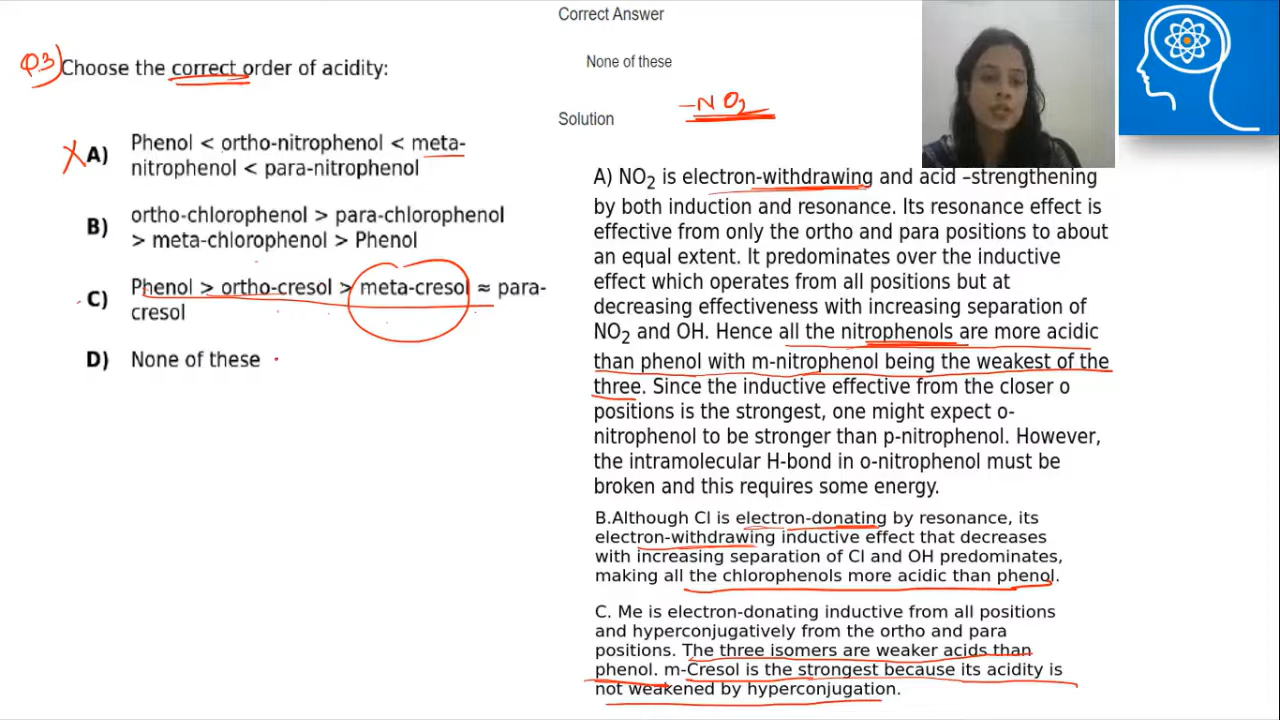 Q.3)
Choose the correct order of acidity:
X
A) Phenol < ortho-nitrophenol < meta-
nitrophenol < para-nitrophenol
B) ortho-chlorophenol > para-chlorophenol
> meta-chlorophenol > Phenol
C) Phenol > ortho-cresol > meta-cresol ≈ para-
cresol
D) None of these
Correct Answer
None of these
Solution
–NO₂
A) NO₂ is electron-withdrawing and acid –strengthening
by both induction and resonance. Its resonance effect is
effective from only the ortho and para positions to about
an equal extent. It predominates over the inductive
effect which operates from all positions but at
decreasing effectiveness with increasing separation of
NO₂ and OH. Hence all the nitrophenols are more acidic
than phenol with m-nitrophenol being the weakest of the
three. Since the inductive effective from the closer o
positions is the strongest, one might expect o-
nitrophenol to be stronger than p-nitrophenol. However,
the intramolecular H-bond in o-nitrophenol must be
broken and this requires some energy.
B.Although Cl is electron-donating by resonance, its
electron-withdrawing inductive effect that decreases
with increasing separation of Cl and OH predominates,
making all the chlorophenols more acidic than phenol.
C. Me is electron-donating inductive from all positions
and hyperconjugatively from the ortho and para
positions. The three isomers are weaker acids than
phenol. m-Cresol is the strongest because its acidity is
not weakened by hyperconjugation.